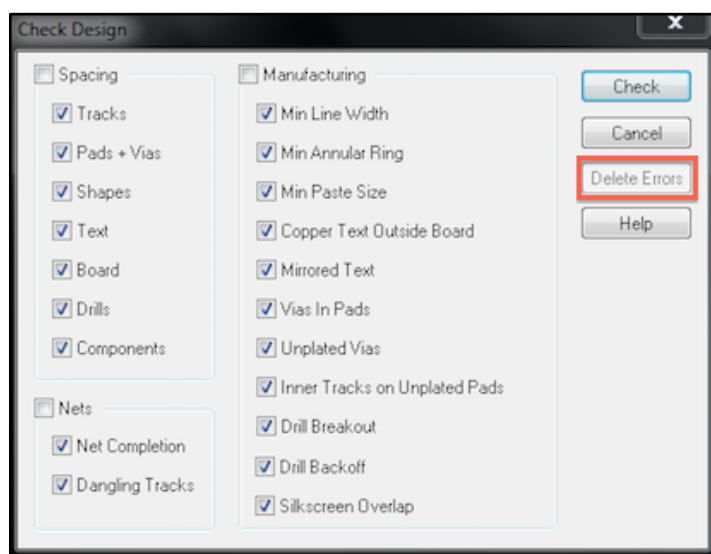 Check Design
X
Spacing
Tracks
Pads + Vias
Shapes
Text
Board
Drills
Components
Nets
Net Completion
Dangling Tracks
Manufacturing
Min Line Width
Min Annular Ring
Min Paste Size
Copper Text Outside Board
Mirrored Text
Vias In Pads
Unplated Vias
Inner Tracks on Unplated Pads
Drill Breakout
Drill Backoff
Silkscreen Overlap
Check
Cancel
Delete Errors
Help